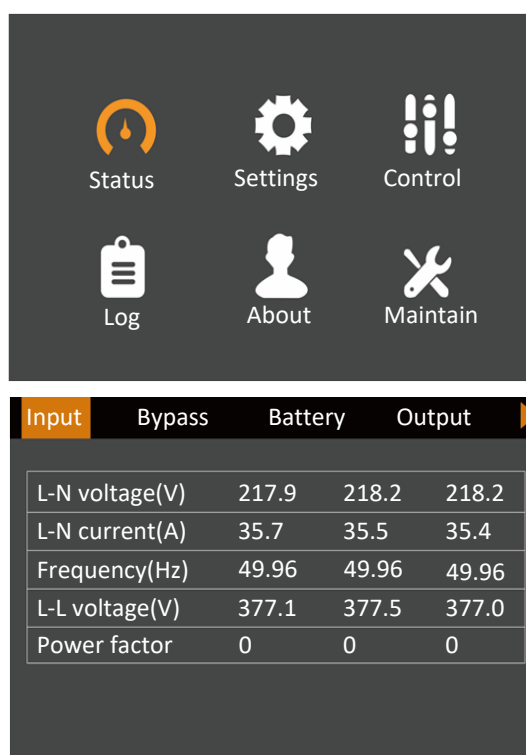 Status Settings Control
Log About Maintain
Input Bypass Battery Output
L-N voltage(V) 217.9 218.2 218.2
L-N current(A) 35.7 35.5 35.4
Frequency(Hz) 49.96 49.96 49.96
L-L voltage(V) 377.1 377.5 377.0
Power factor 0 0 0